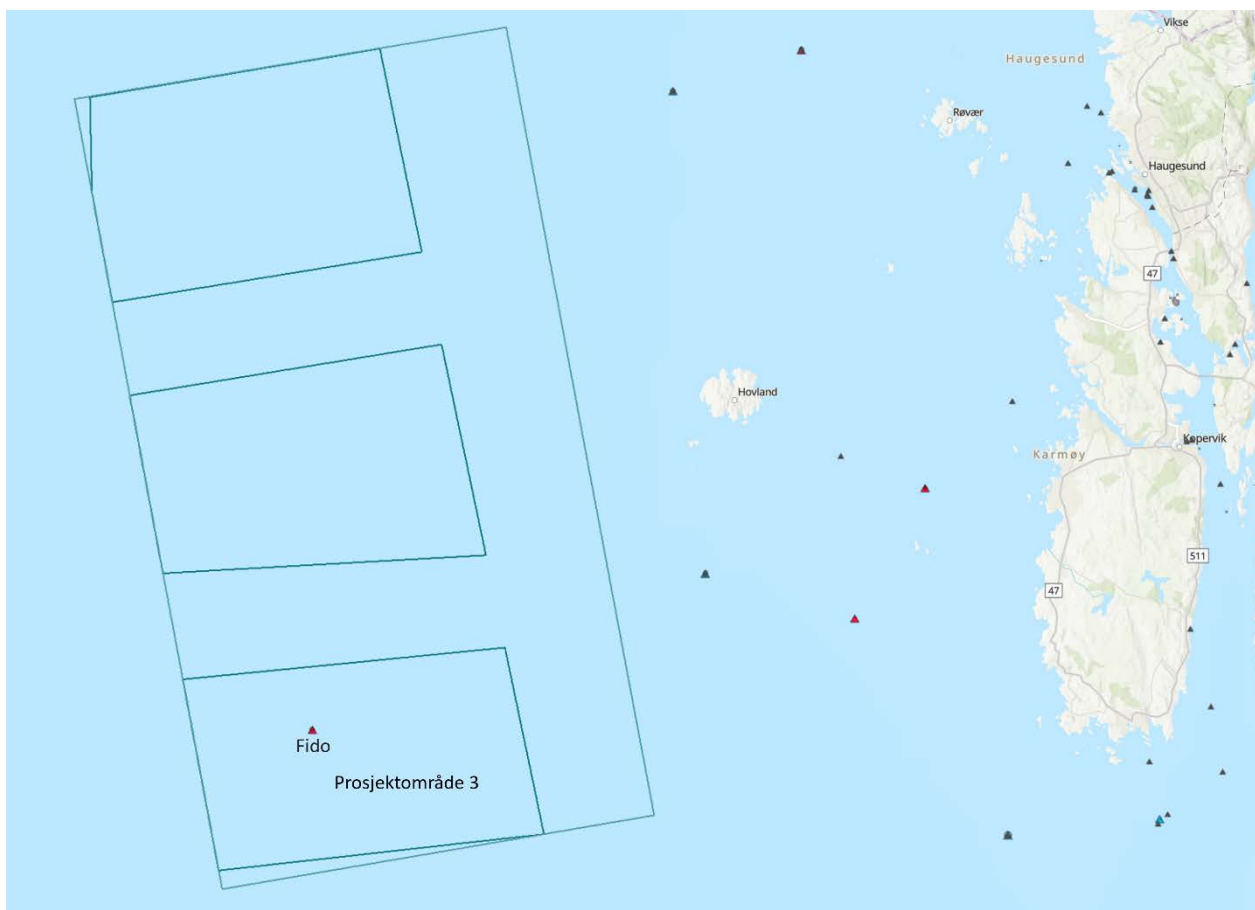 Vikse
Haugesund
Røvær
Haugesund
47
Hovland
Kopervik
Karmøy
511
47
Fido
Prosjektområde 3